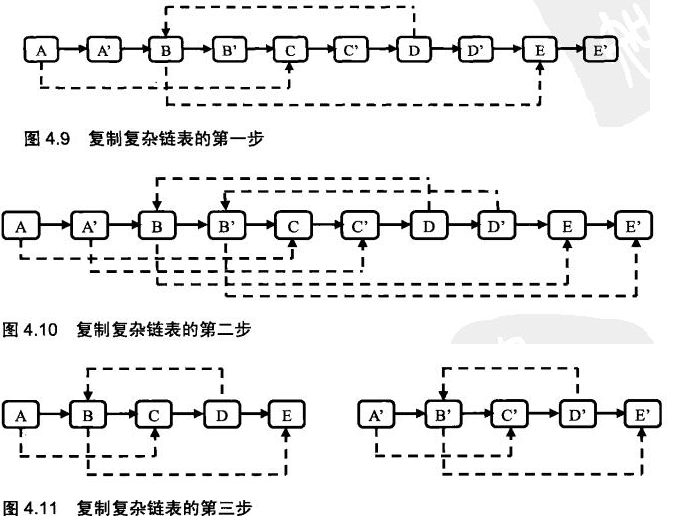 A A' B B' C C' D D' E E'
图 4.9 复制复杂链表的第一步
A A' B B' C C' D D' E E'
图 4.10 复制复杂链表的第二步
A B C D E A' B' C' D' E'
图 4.11 复制复杂链表的第三步